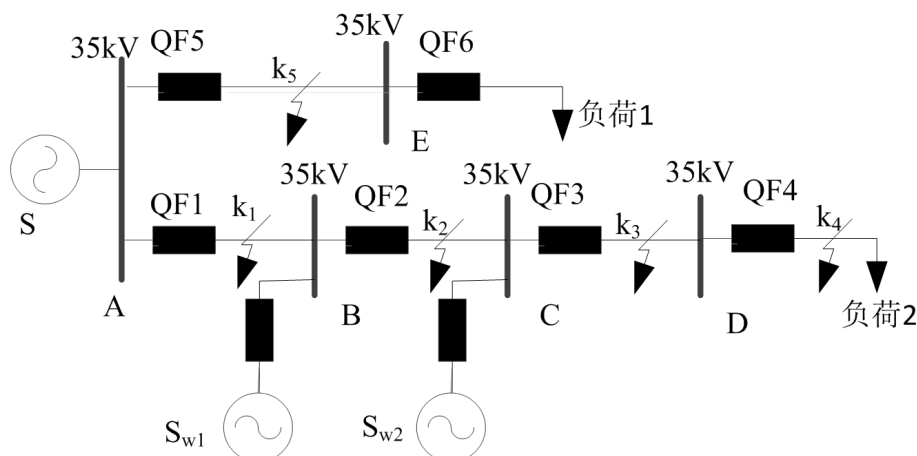 35kV QF5 35kV QF6
k5
负荷1
E
S
35kV 35kV 35kV
QF1 k1 QF2 k2 QF3 k3 QF4 k4
A B C D
负荷2
Sw1 Sw2